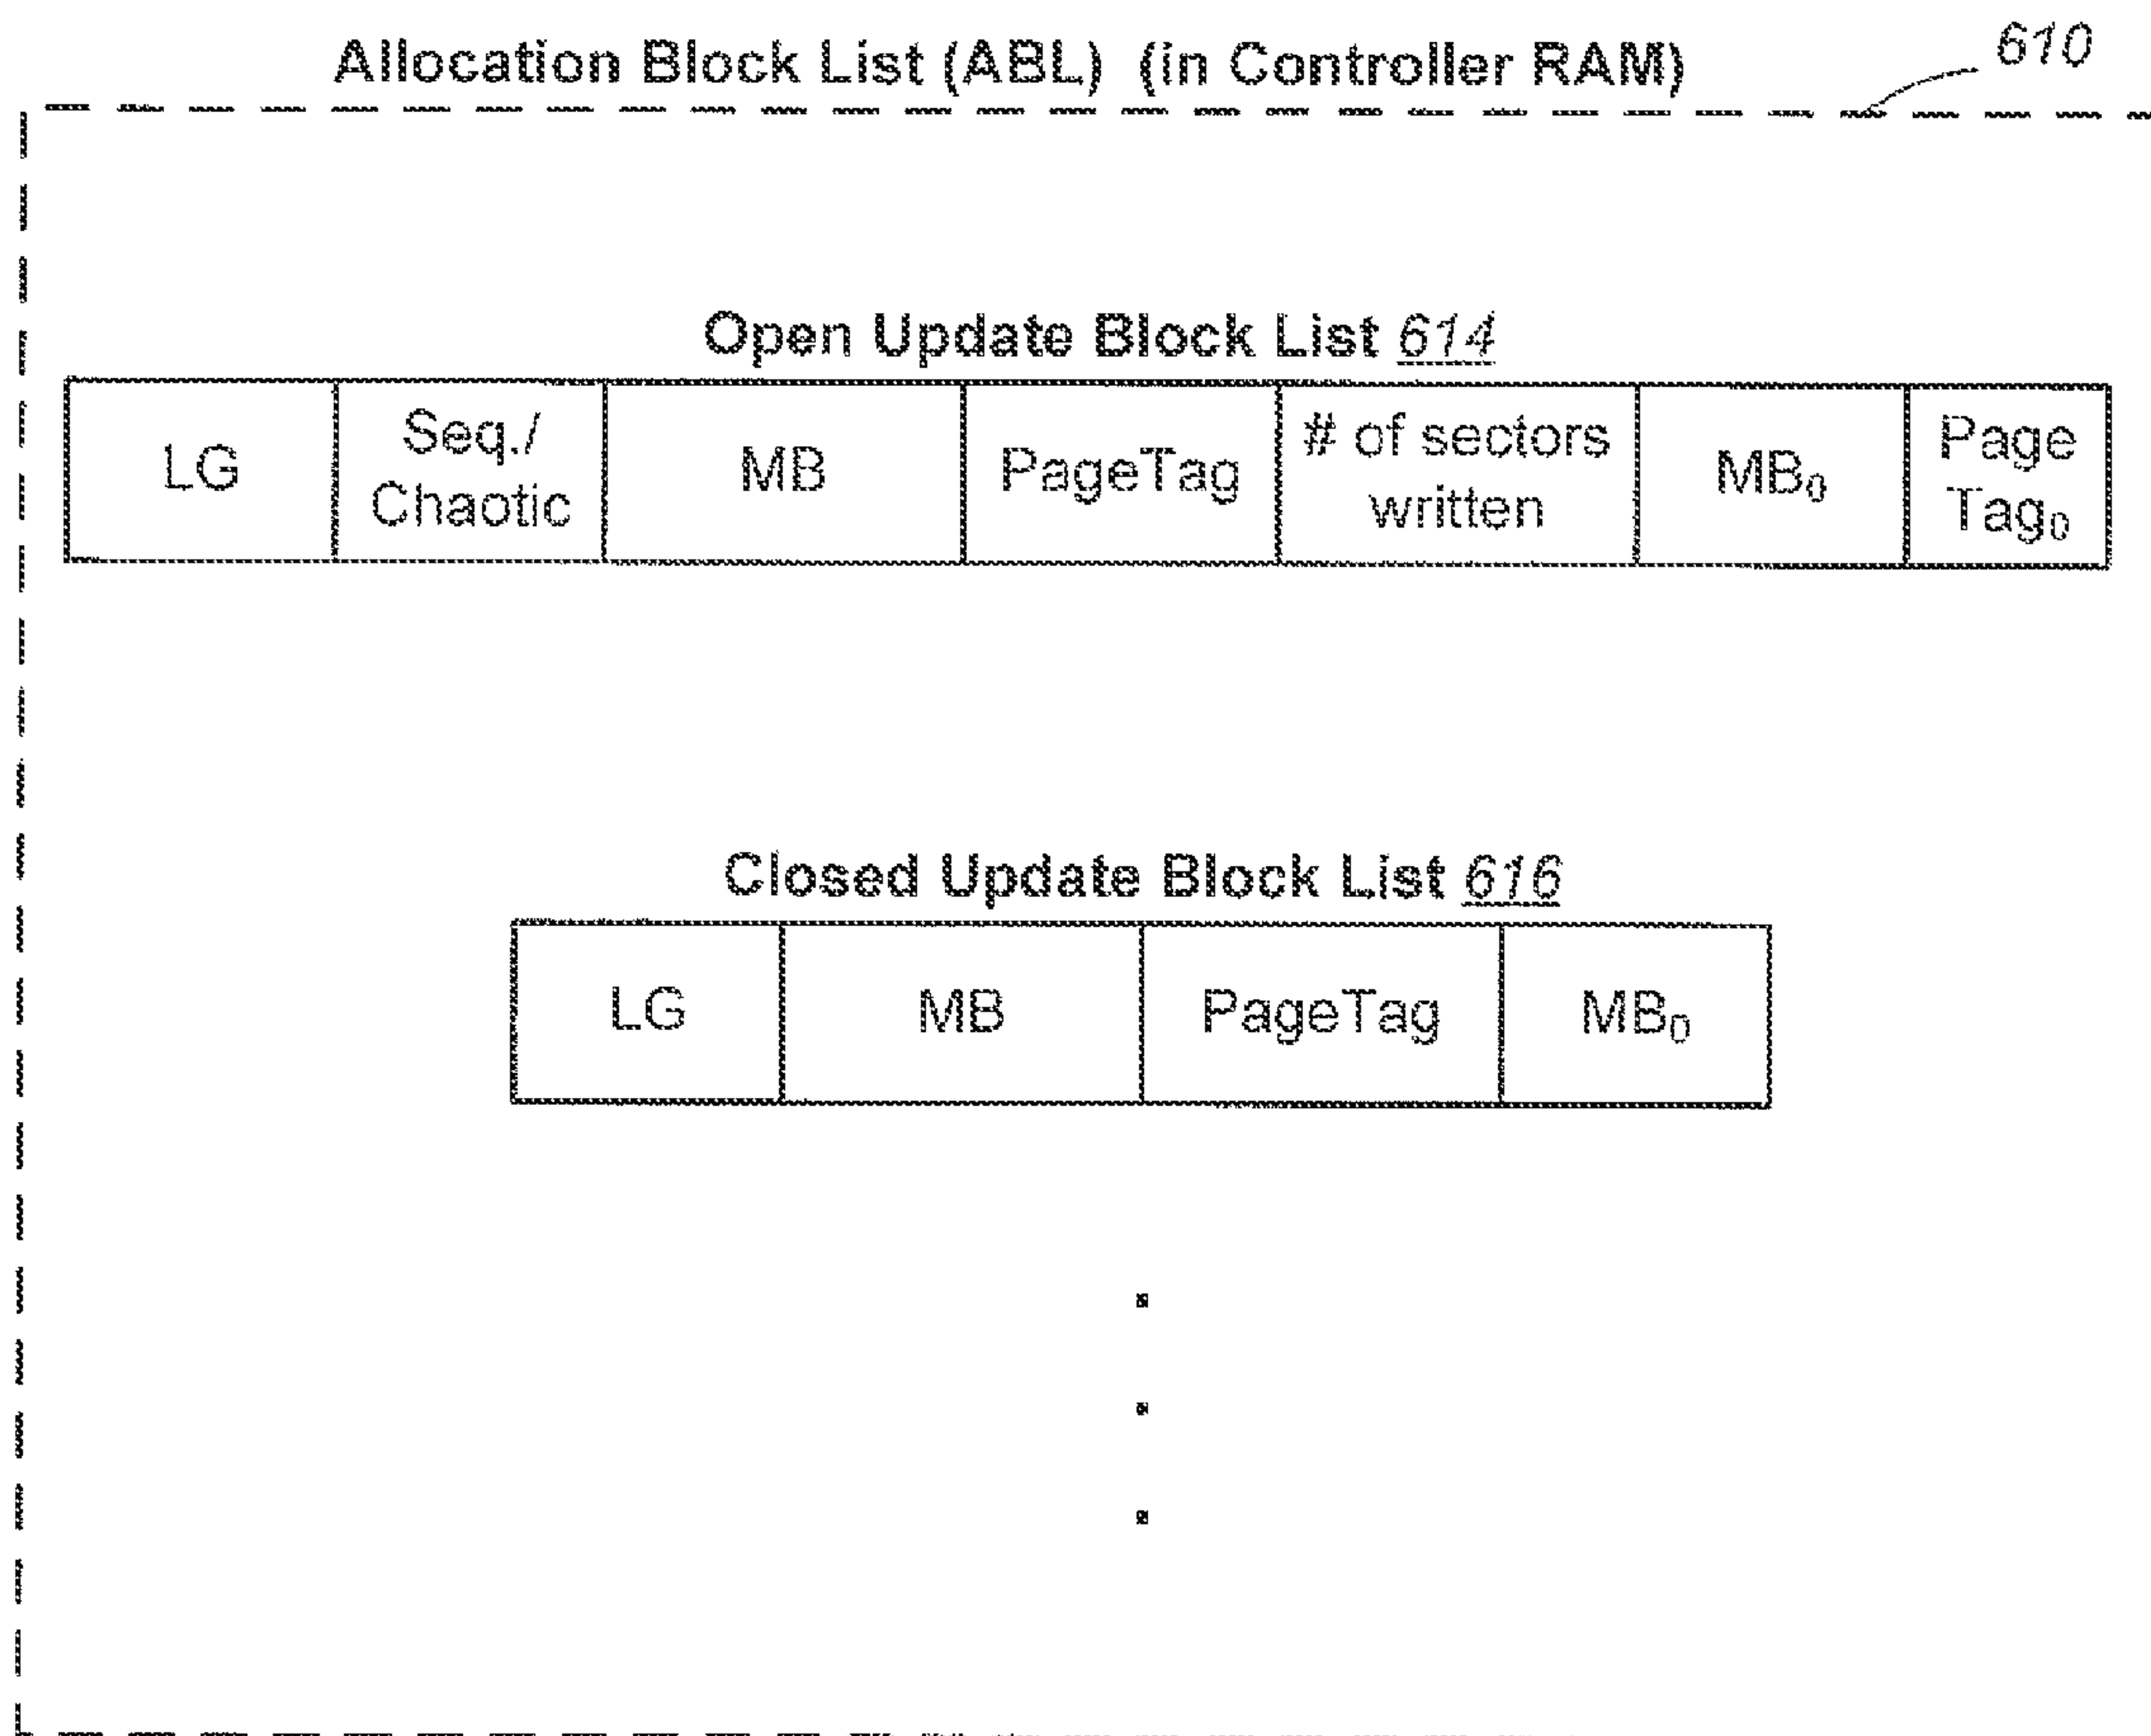 Allocation Block List (ABL) (in Controller RAM)
610
Open Update Block List 614
LG
Seq./
Chaotic
MB
PageTag
# of sectors
written
MB₀
Page
Tag₀
Closed Update Block List 616
LG
MB
PageTag
MB₀